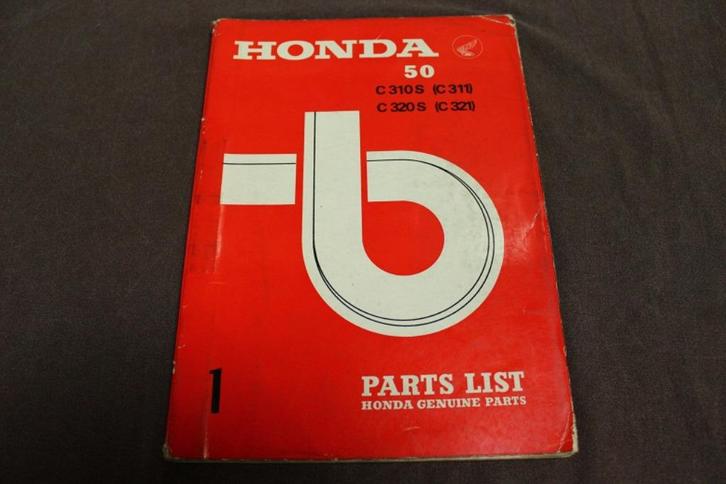 HONDA
50
C310S (C311)
C320S (C321)
b
1
PARTS LIST
HONDA GENUINE PARTS